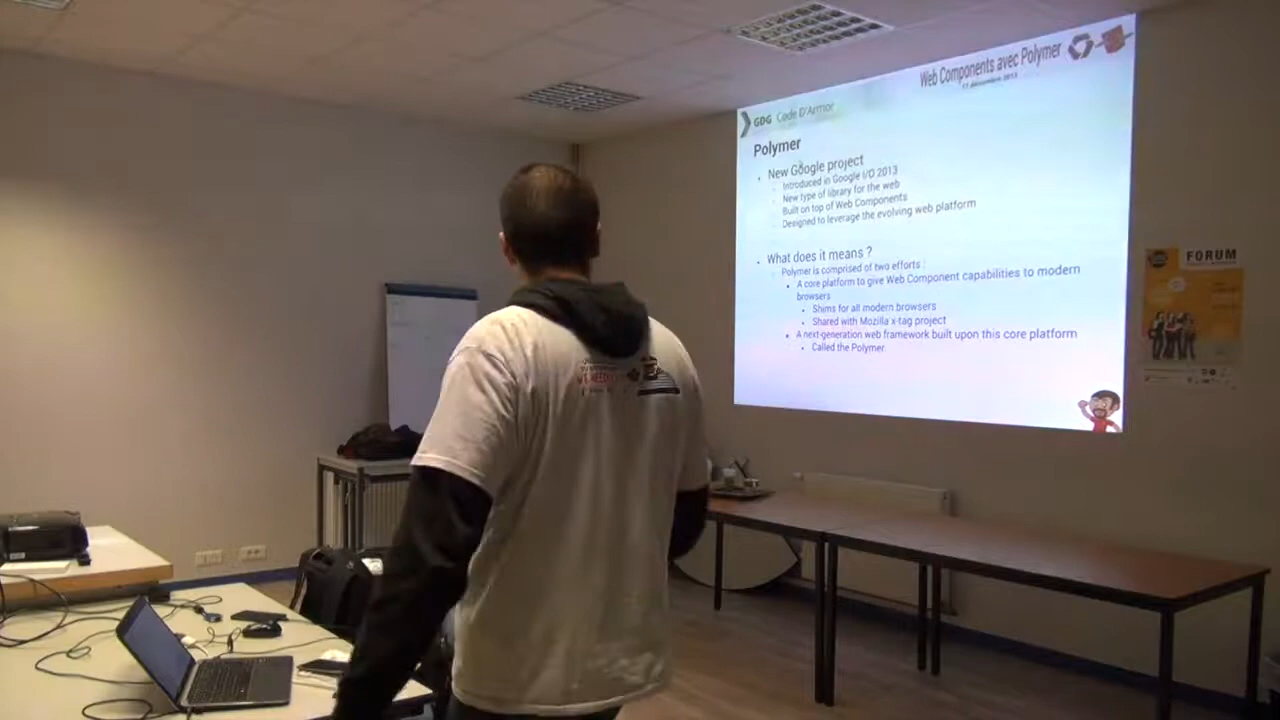 Web Components avec Polymer
17 décembre 2013
GDG Code D'Armor
Polymer
New Google project
Introduced in Google I/O 2013
New type of library for the web
Built on top of Web Components
Designed to leverage the evolving web platform
What does it means ?
Polymer is comprised of two efforts :
A core platform to give Web Component capabilities to modern
browsers
Shims for all modern browsers
Shared with Mozilla x-tag project
A next-generation web framework built upon this core platform
Called the Polymer
FORUM